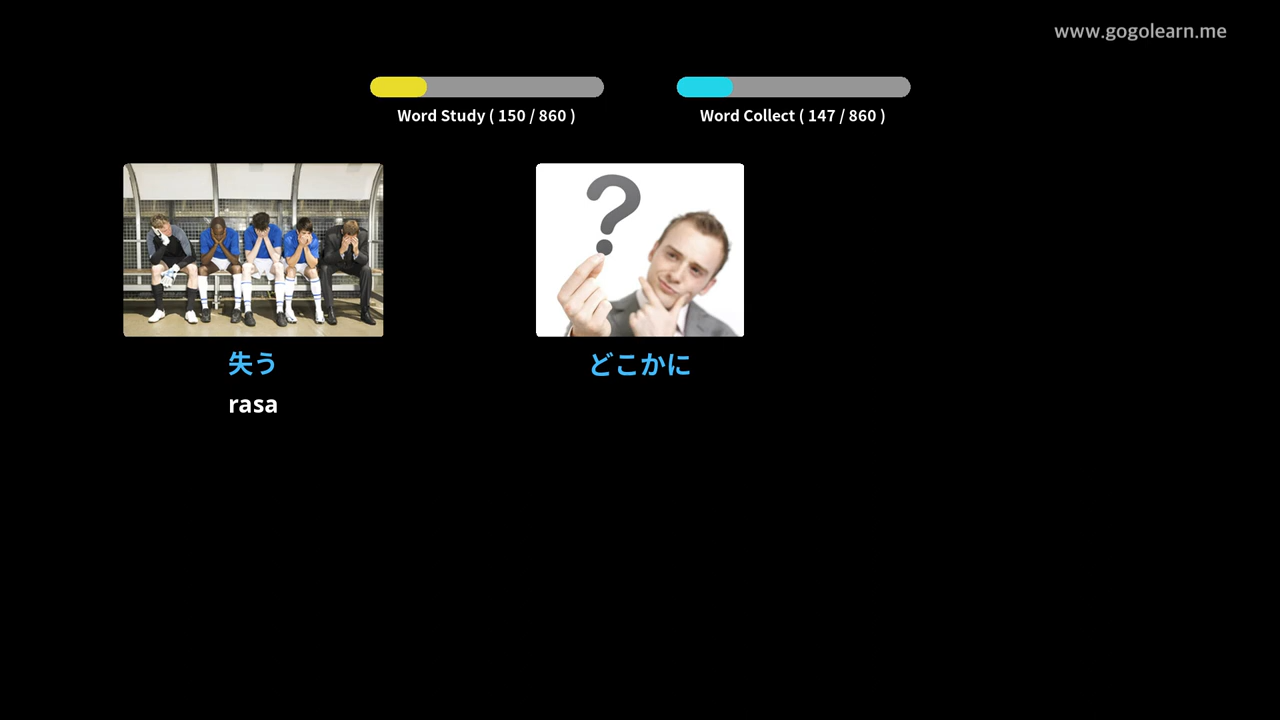 www.gogolearn.me
Word Study ( 150 / 860 )
Word Collect ( 147 / 860 )
失う
rasa
どこかに